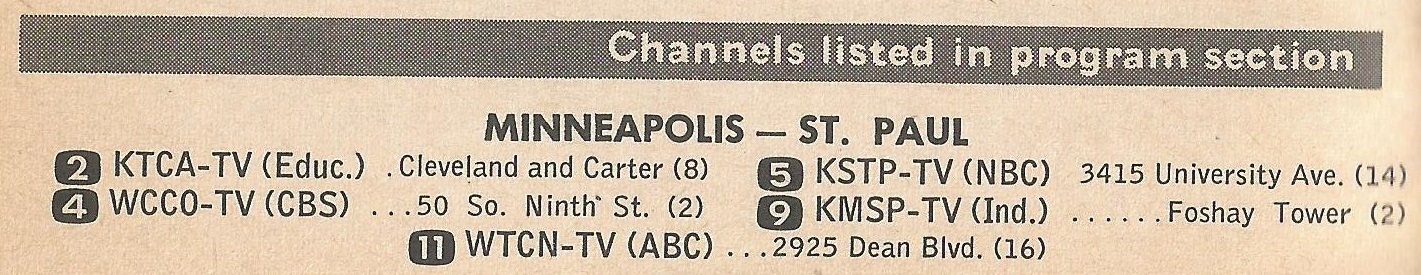 Channels listed in program section
MINNEAPOLIS — ST. PAUL
2 KTCA-TV (Educ.) .Cleveland and Carter (8) 5 KSTP-TV (NBC) 3415 University Ave. (14)
4 WCCO-TV (CBS) ...50 So. Ninth St. (2) 9 KMSP-TV (Ind.) ......Foshay Tower (2)
11 WTCN-TV (ABC) ...2925 Dean Blvd. (16)